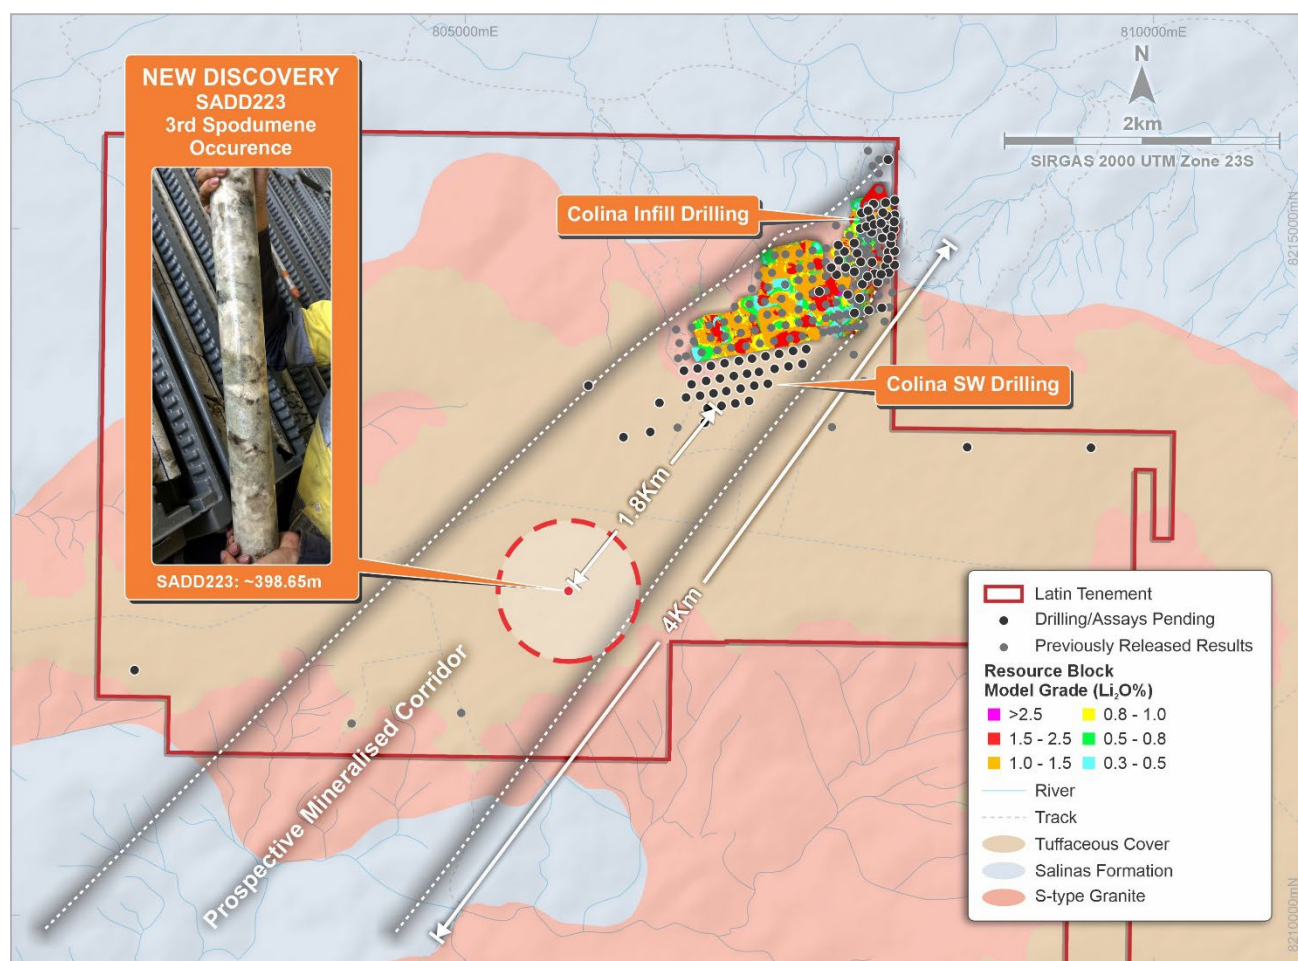 805000mE
810000mE
N
2km
SIRGAS 2000 UTM Zone 23S
8215000mN
NEW DISCOVERY
SADD223
3rd Spodumene
Occurence
SADD223: ~398.65m
Colina Infill Drilling
Colina SW Drilling
1.8Km
4Km
Prospective Mineralised Corridor
Latin Tenement
Drilling/Assays Pending
Previously Released Results
Resource Block
Model Grade (Li₂O%)
>2.5
0.8 - 1.0
1.5 - 2.5
0.5 - 0.8
1.0 - 1.5
0.3 - 0.5
River
Track
Tuffaceous Cover
Salinas Formation
S-type Granite
8210000mN